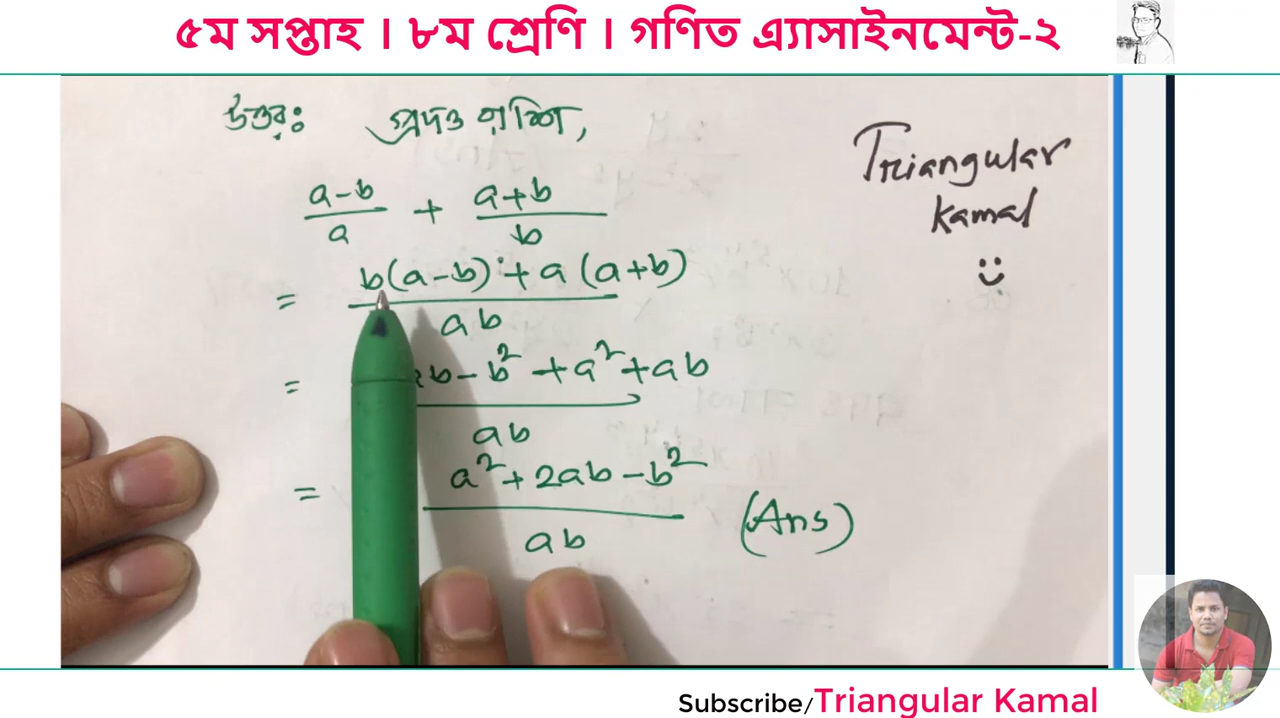 ৫ম সপ্তাহ । ৮ম শ্রেণি । গণিত এ্যাসাইনমেন্ট-২
উত্তর: প্রদত্ত রাশি,
Triangular
Kamal
a-b/a + a+b/b
= b(a-b) + a(a+b)/ab
= ab-b²+a²+ab/ab
= a²+2ab-b²/ab (Ans)
Subscribe/Triangular Kamal